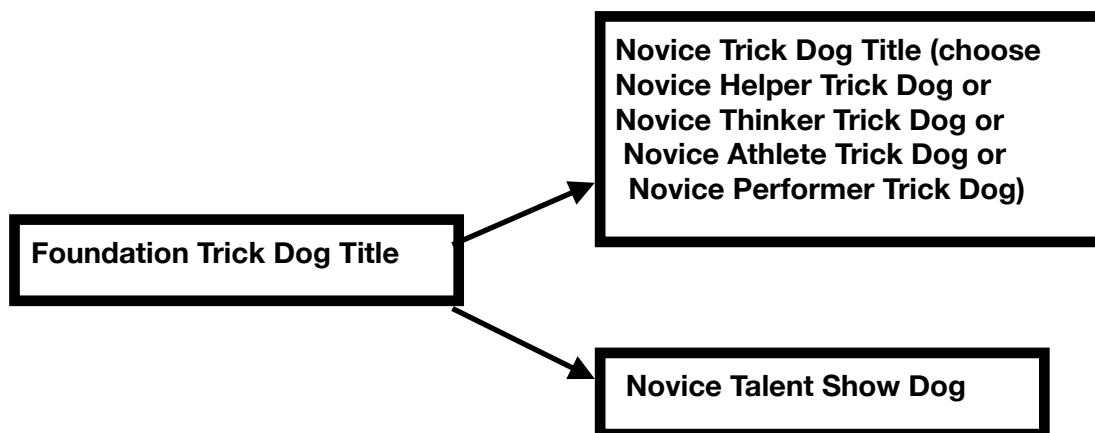 Novice Trick Dog Title (choose
Novice Helper Trick Dog or
Novice Thinker Trick Dog or
Novice Athlete Trick Dog or
Novice Performer Trick Dog)
Foundation Trick Dog Title
Novice Talent Show Dog